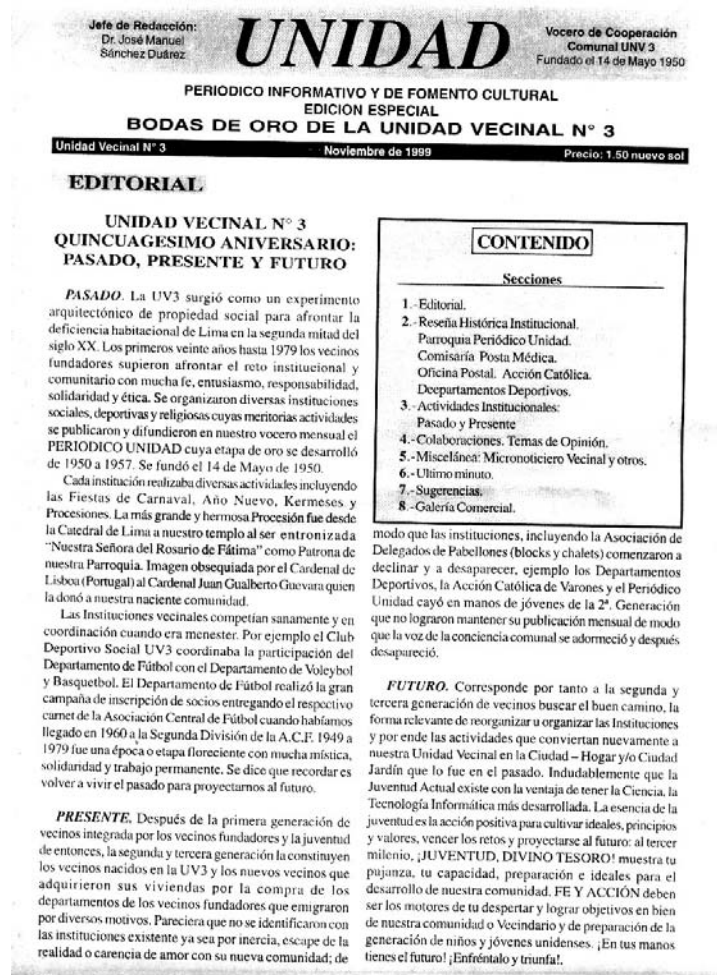 Jefe de Redacción:
Dr. José Manuel
Sánchez Duárez
UNIDAD
Vocero de Cooperación
Comunal UNV 3
Fundado el 14 de Mayo 1950
PERIODICO INFORMATIVO Y DE FOMENTO CULTURAL
EDICION ESPECIAL
BODAS DE ORO DE LA UNIDAD VECINAL N° 3
Unidad Vecinal N° 3
Noviembre de 1999
Precio: 1.50 nuevo sol
EDITORIAL
UNIDAD VECINAL N° 3
QUINCUAGESIMO ANIVERSARIO:
PASADO, PRESENTE Y FUTURO
PASADO. La UV3 surgió como un experimento
arquitectónico de propiedad social para afrontar la
deficiencia habitacional de Lima en la segunda mitad del
siglo XX. Los primeros veinte años hasta 1979 los vecinos
fundadores supieron afrontar el reto institucional y
comunitario con mucha fe, entusiasmo, responsabilidad,
solidaridad y ética. Se organizaron diversas instituciones
sociales, deportivas y religiosas cuyas meritorias actividades
se publicaron y difundieron en nuestro vocero mensual el
PERIODICO UNIDAD cuya etapa de oro se desarrolló
de 1950 a 1957. Se fundó el 14 de Mayo de 1950.
Cada institución realizaba diversas actividades incluyendo
las Fiestas de Carnaval, Año Nuevo, Kermeses y
Procesiones. La más grande y hermosa Procesión fue desde
la Catedral de Lima a nuestro templo al ser entronizada
"Nuestra Señora del Rosario de Fátima" como Patrona de
nuestra Parroquia. Imagen obsequiada por el Cardenal de
Lisboa (Portugal) al Cardenal Juan Gualberto Guevara quien
la donó a nuestra naciente comunidad.
Las Instituciones vecinales competían sanamente y en
coordinación cuando era menester. Por ejemplo el Club
Deportivo Social UV3 coordinaba la participación del
Departamento de Fútbol con el Departamento de Voleybol
y Basquetbol. El Departamento de Fútbol realizó la gran
campaña de inscripción de socios entregando el respectivo
carnet de la Asociación Central de Fútbol cuando habíamos
llegado en 1960 a la Segunda División de la A.C.F. 1949 a
1979 fue una época o etapa floreciente con mucha mística,
solidaridad y trabajo permanente. Se dice que recordar es
volver a vivir el pasado para proyectarnos al futuro.
PRESENTE. Después de la primera generación de
vecinos integrada por los vecinos fundadores y la juventud
de entonces, la segunda y tercera generación la constituyen
los vecinos nacidos en la UV3 y los nuevos vecinos que
adquirieron sus viviendas por la compra de los
departamentos de los vecinos fundadores que emigraron
por diversos motivos. Pareciera que no se identificaron con
las instituciones existente ya sea por inercia, escape de la
realidad o carencia de amor con su nueva comunidad; de
CONTENIDO
Secciones
1.-Editorial.
2.-Reseña Histórica Institucional.
Parroquia Periódico Unidad.
Comisaría Posta Médica.
Oficina Postal. Acción Católica.
Deepartamentos Deportivos.
3.-Actividades Institucionales:
Pasado y Presente
4.-Colaboraciones. Temas de Opinión.
5.-Miscelánea: Micronoticiero Vecinal y otros.
6.-Ultimo minuto.
7.-Sugerencias.
8.-Galería Comercial.
modo que las instituciones, incluyendo la Asociación de
Delegados de Pabellones (blocks y chalets) comenzaron a
declinar y a desaparecer, ejemplo los Departamentos
Deportivos, la Acción Católica de Varones y el Periódico
Unidad cayó en manos de jóvenes de la 2ª. Generación
que no lograron mantener su publicación mensual de modo
que la voz de la conciencia comunal se adormeció y después
desapareció.
FUTURO. Corresponde por tanto a la segunda y
tercera generación de vecinos buscar el buen camino, la
forma relevante de reorganizar u organizar las Instituciones
y por ende las actividades que conviertan nuevamente a
nuestra Unidad Vecinal en la Ciudad – Hogar y/o Ciudad
Jardín que lo fue en el pasado. Indudablemente que la
Juventud Actual existe con la ventaja de tener la Ciencia, la
Tecnología Informática más desarrollada. La esencia de la
juventud es la acción positiva para cultivar ideales, principios
y valores, vencer los retos y proyectarse al futuro: al tercer
milenio, ¡JUVENTUD, DIVINO TESORO! muestra tu
pujanza, tu capacidad, preparación e ideales para el
desarrollo de nuestra comunidad. FE Y ACCIÓN deben
ser los motores de tu despertar y lograr objetivos en bien
de nuestra comunidad o Vecindario y de preparación de la
generación de niños y jóvenes unidenses. ¡En tus manos
tienes el futuro! ¡Enfréntalo y triunfa!.